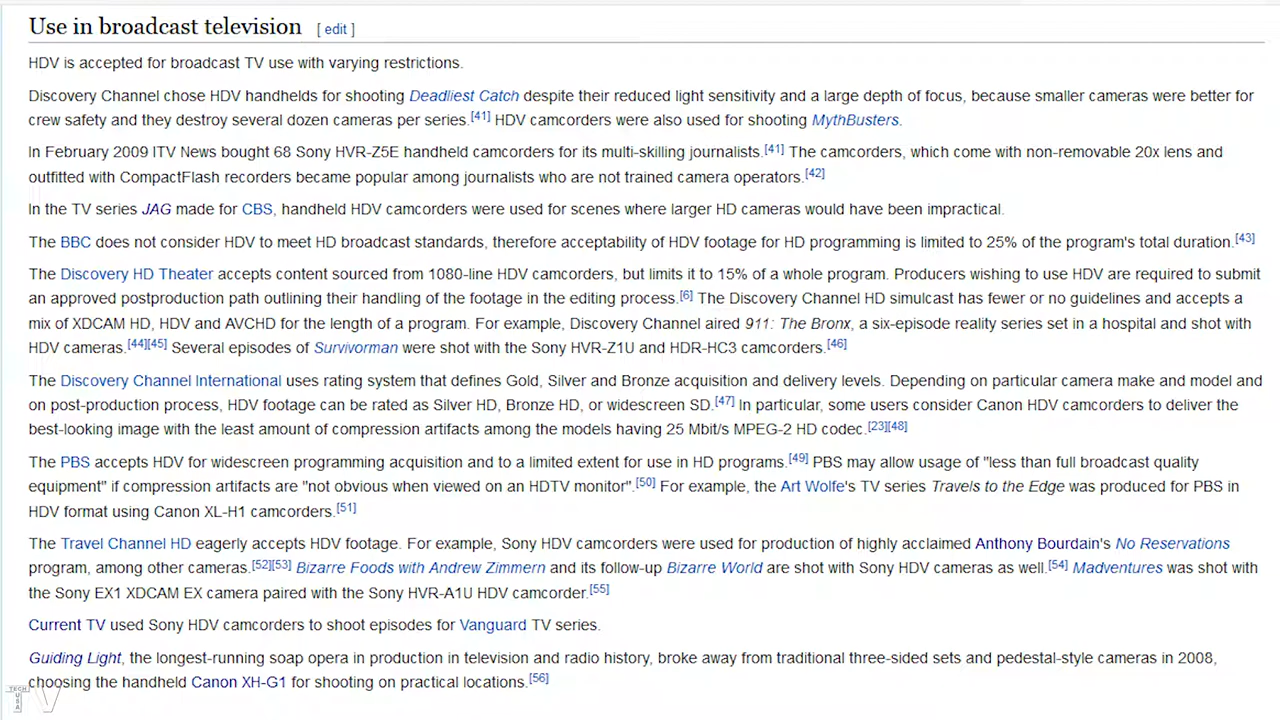 Use in broadcast television [ edit ]
HDV is accepted for broadcast TV use with varying restrictions.
Discovery Channel chose HDV handhelds for shooting Deadliest Catch despite their reduced light sensitivity and a large depth of focus, because smaller cameras were better for
crew safety and they destroy several dozen cameras per series.[41] HDV camcorders were also used for shooting MythBusters.
In February 2009 ITV News bought 68 Sony HVR-Z5E handheld camcorders for its multi-skilling journalists.[41] The camcorders, which come with non-removable 20x lens and
outfitted with CompactFlash recorders became popular among journalists who are not trained camera operators.[42]
In the TV series JAG made for CBS, handheld HDV camcorders were used for scenes where larger HD cameras would have been impractical.
The BBC does not consider HDV to meet HD broadcast standards, therefore acceptability of HDV footage for HD programming is limited to 25% of the program's total duration.[43]
The Discovery HD Theater accepts content sourced from 1080-line HDV camcorders, but limits it to 15% of a whole program. Producers wishing to use HDV are required to submit
an approved postproduction path outlining their handling of the footage in the editing process.[6] The Discovery Channel HD simulcast has fewer or no guidelines and accepts a
mix of XDCAM HD, HDV and AVCHD for the length of a program. For example, Discovery Channel aired 911: The Bronx, a six-episode reality series set in a hospital and shot with
HDV cameras.[44][45] Several episodes of Survivorman were shot with the Sony HVR-Z1U and HDR-HC3 camcorders.[46]
The Discovery Channel International uses rating system that defines Gold, Silver and Bronze acquisition and delivery levels. Depending on particular camera make and model and
on post-production process, HDV footage can be rated as Silver HD, Bronze HD, or widescreen SD.[47] In particular, some users consider Canon HDV camcorders to deliver the
best-looking image with the least amount of compression artifacts among the models having 25 Mbit/s MPEG-2 HD codec.[23][48]
The PBS accepts HDV for widescreen programming acquisition and to a limited extent for use in HD programs.[49] PBS may allow usage of "less than full broadcast quality
equipment" if compression artifacts are "not obvious when viewed on an HDTV monitor".[50] For example, the Art Wolfe's TV series Travels to the Edge was produced for PBS in
HDV format using Canon XL-H1 camcorders.[51]
The Travel Channel HD eagerly accepts HDV footage. For example, Sony HDV camcorders were used for production of highly acclaimed Anthony Bourdain's No Reservations
program, among other cameras.[52][53] Bizarre Foods with Andrew Zimmern and its follow-up Bizarre World are shot with Sony HDV cameras as well.[54] Madventures was shot with
the Sony EX1 XDCAM EX camera paired with the Sony HVR-A1U HDV camcorder.[55]
Current TV used Sony HDV camcorders to shoot episodes for Vanguard TV series.
Guiding Light, the longest-running soap opera in production in television and radio history, broke away from traditional three-sided sets and pedestal-style cameras in 2008,
choosing the handheld Canon XH-G1 for shooting on practical locations.[56]
TECH
USA
TV